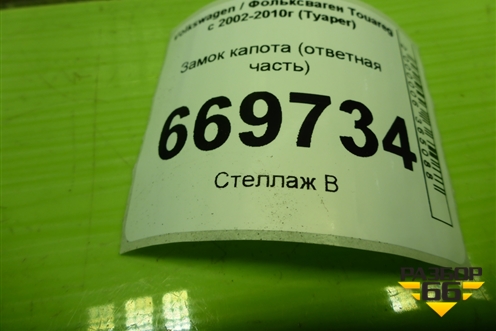 Volkswagen / Фольксваген Touareg
с 2002-2010г (Туарег)
Замок капота (ответная
часть)
669734
Стеллаж В
РАЗБОР
66